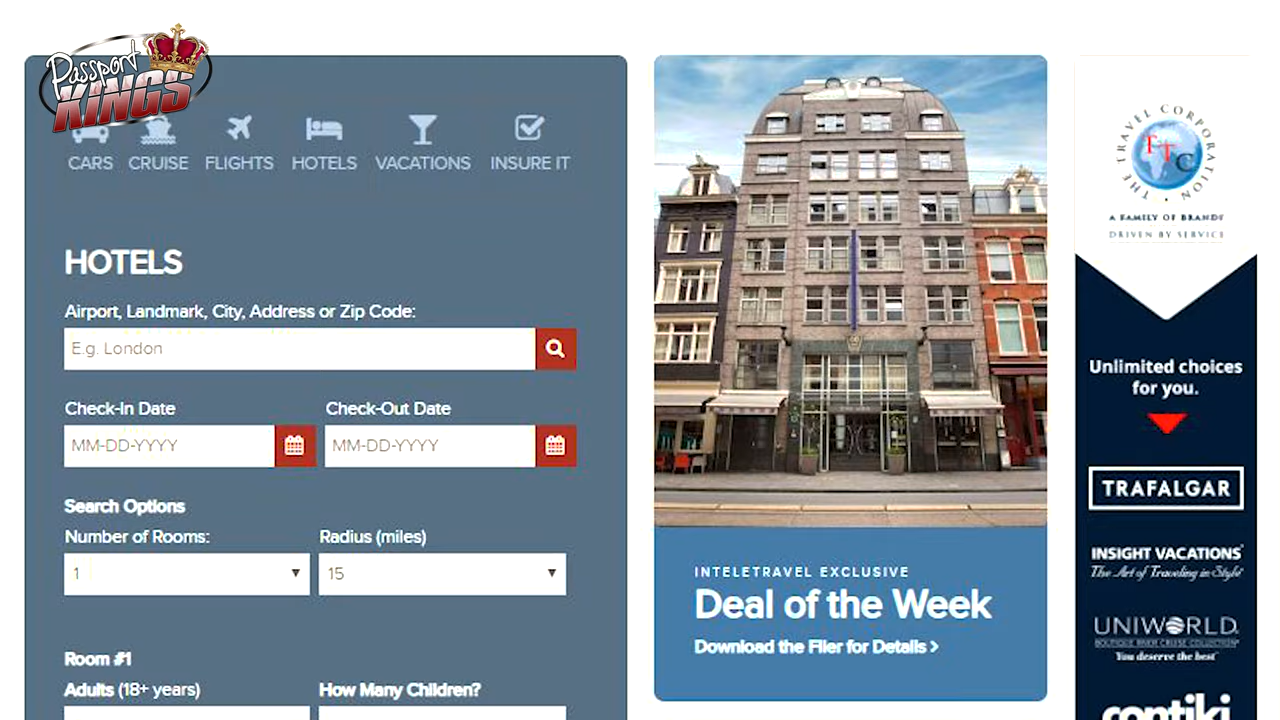 Passport
KINGS
CARS CRUISE FLIGHTS HOTELS VACATIONS INSURE IT
HOTELS
Airport, Landmark, City, Address or Zip Code:
E.g. London
Check-In Date Check-Out Date
MM-DD-YYYY MM-DD-YYYY
Search Options
Number of Rooms: Radius (miles)
1 15
Room #1
Adults (18+ years) How Many Children?
INTELETRAVEL EXCLUSIVE
Deal of the Week
Download the Flier for Details >
THE TRAVEL CORPORATION
TTC
A FAMILY OF BRANDS
DRIVEN BY SERVICE
Unlimited choices
for you.
TRAFALGAR
INSIGHT VACATIONS
The Art of Traveling in Style
UNIWORLD.
BOUTIQUE RIVER CRUISE COLLECTION
You deserve the best
contiki